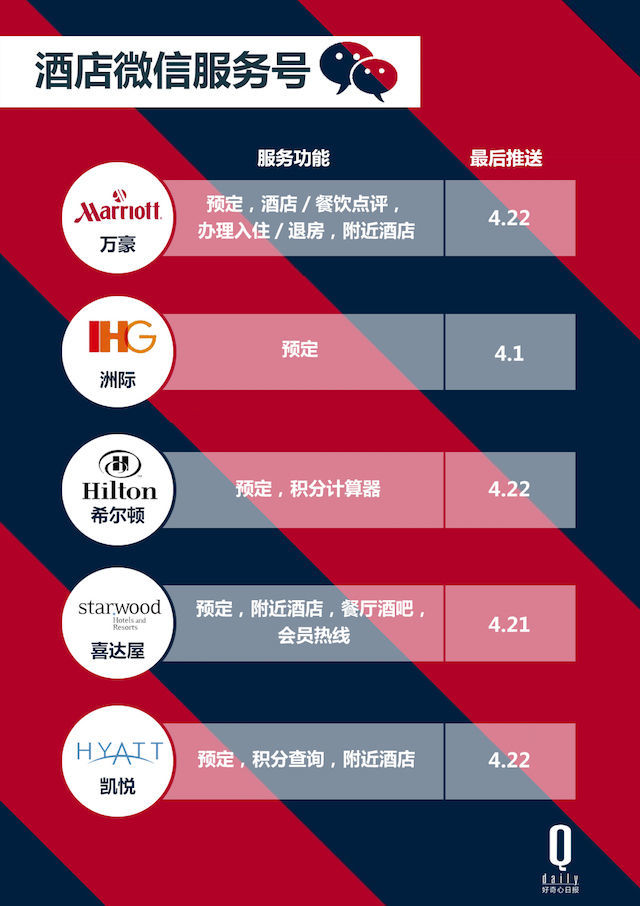 酒店微信服务号
服务功能
最后推送
Marriott
万豪
预定，酒店 / 餐饮点评，
办理入住 / 退房，附近酒店
4.22
IHG
洲际
预定
4.1
H
Hilton
希尔顿
预定，积分计算器
4.22
starwood
Hotels and
Resorts
喜达屋
预定，附近酒店，餐厅酒吧，
会员热线
4.21
HYATT
凯悦
预定，积分查询，附近酒店
4.22
Q
daily
好奇心日报